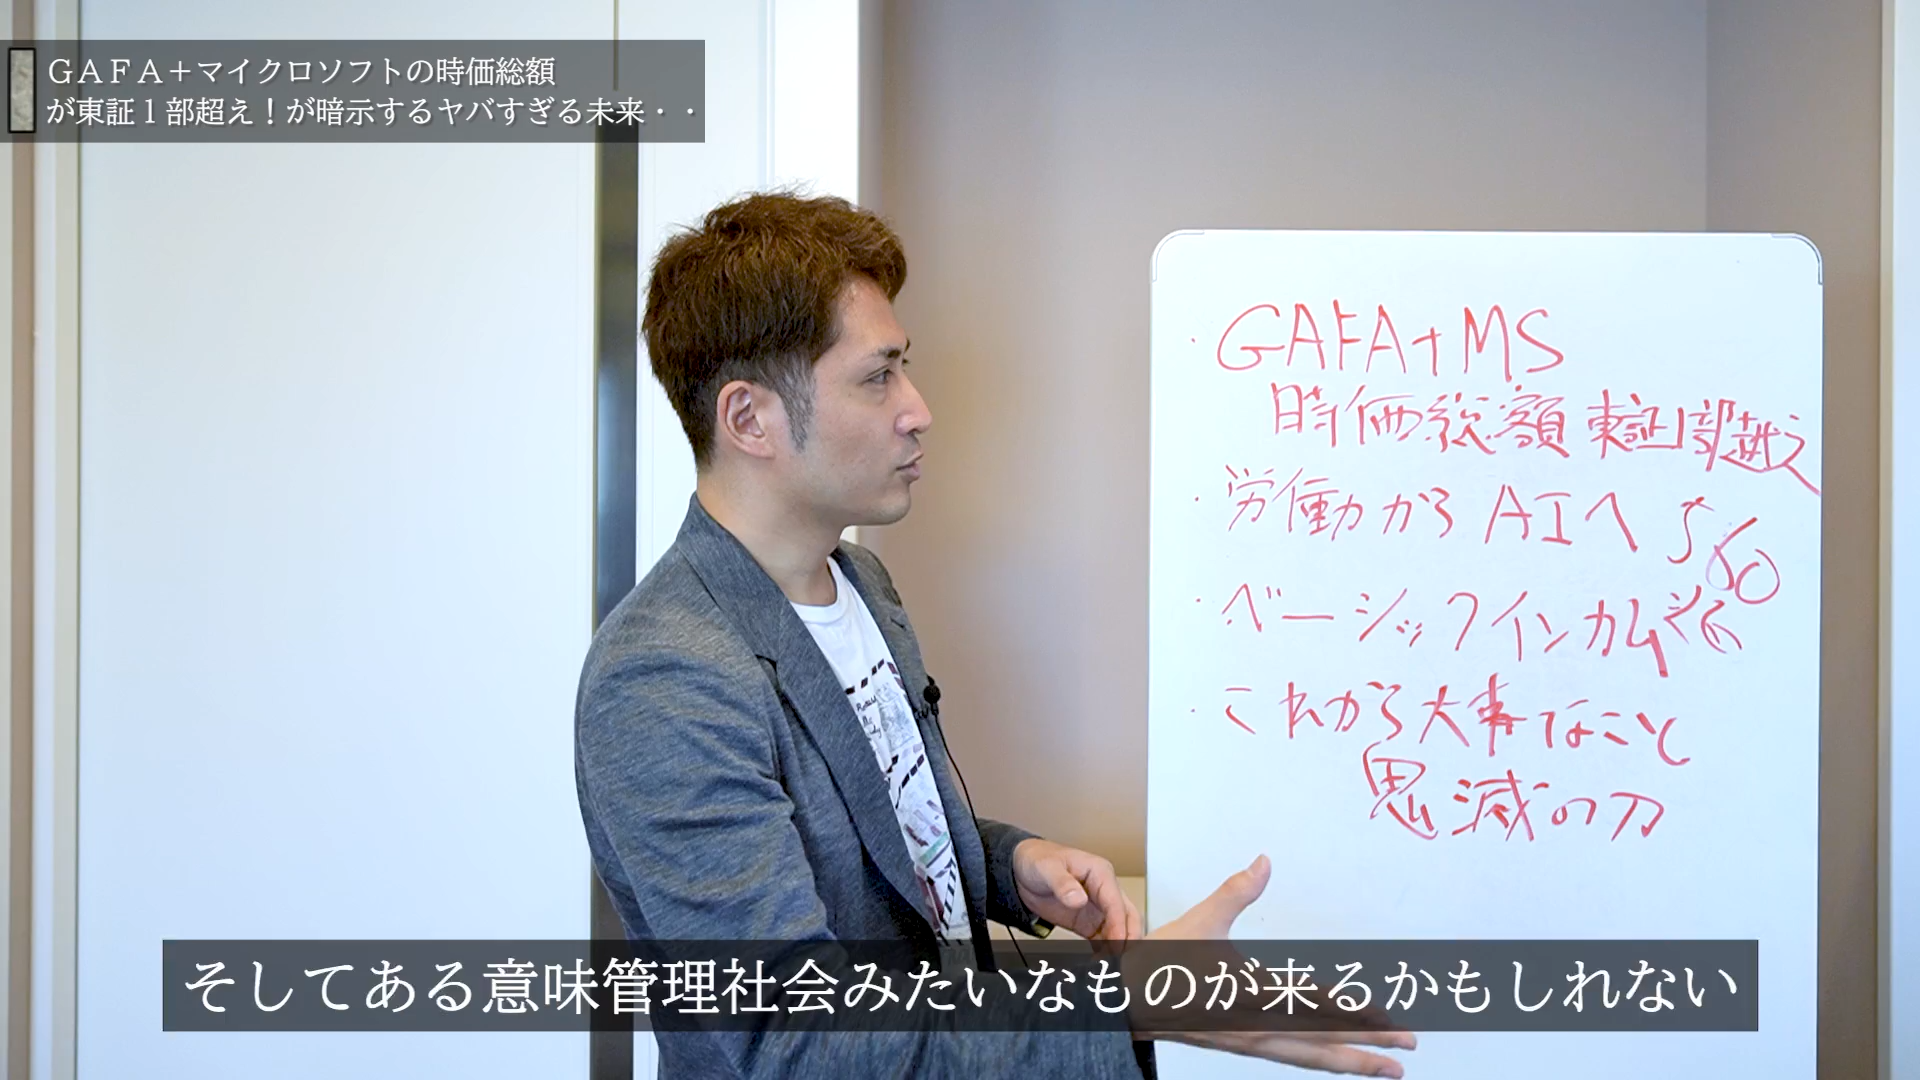 GAFA+マイクロソフトの時価総額
が東証1部超え!が暗示するヤバすぎる未来・・
・GAFA+MS
時価総額 東証1部越え
・労働からAIへ 560
・ベーシックインカム
・これから大事なこと
思滅の刀
そしてある意味管理社会みたいなものが来るかもしれない